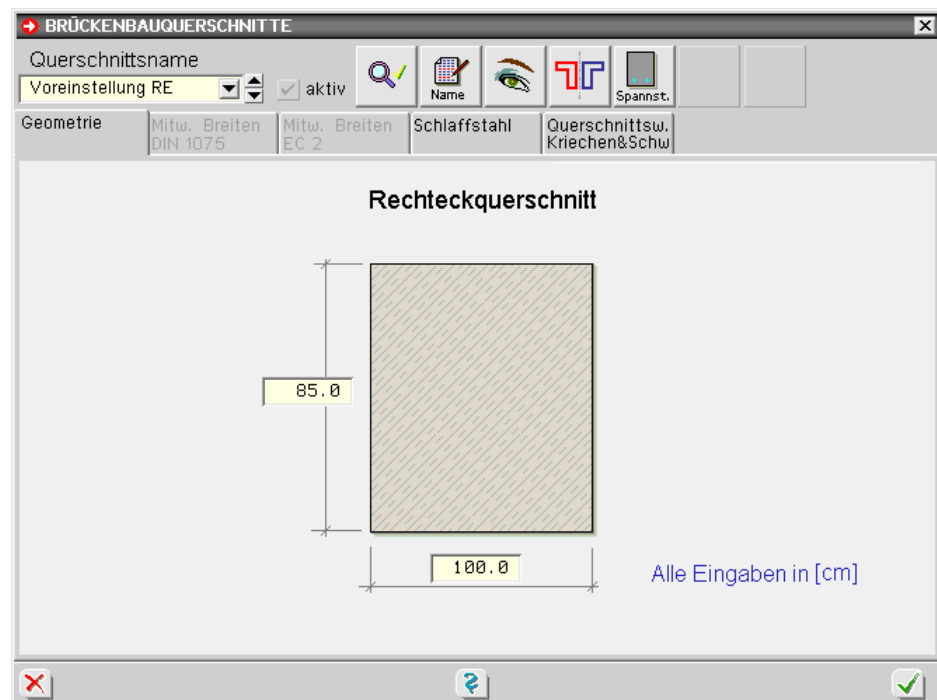 BRÜCKENBAUQUERSCHNITTE
Querschnittsname
Voreinstellung RE
aktiv
Name
Spannst.
Geometrie
Mitw. Breiten
DIN 1075
Mitw. Breiten
EC 2
Schlaffstahl
Querschnittsw.
Kriechen&Schw
Rechteckquerschnitt
85.0
100.0
Alle Eingaben in [cm]